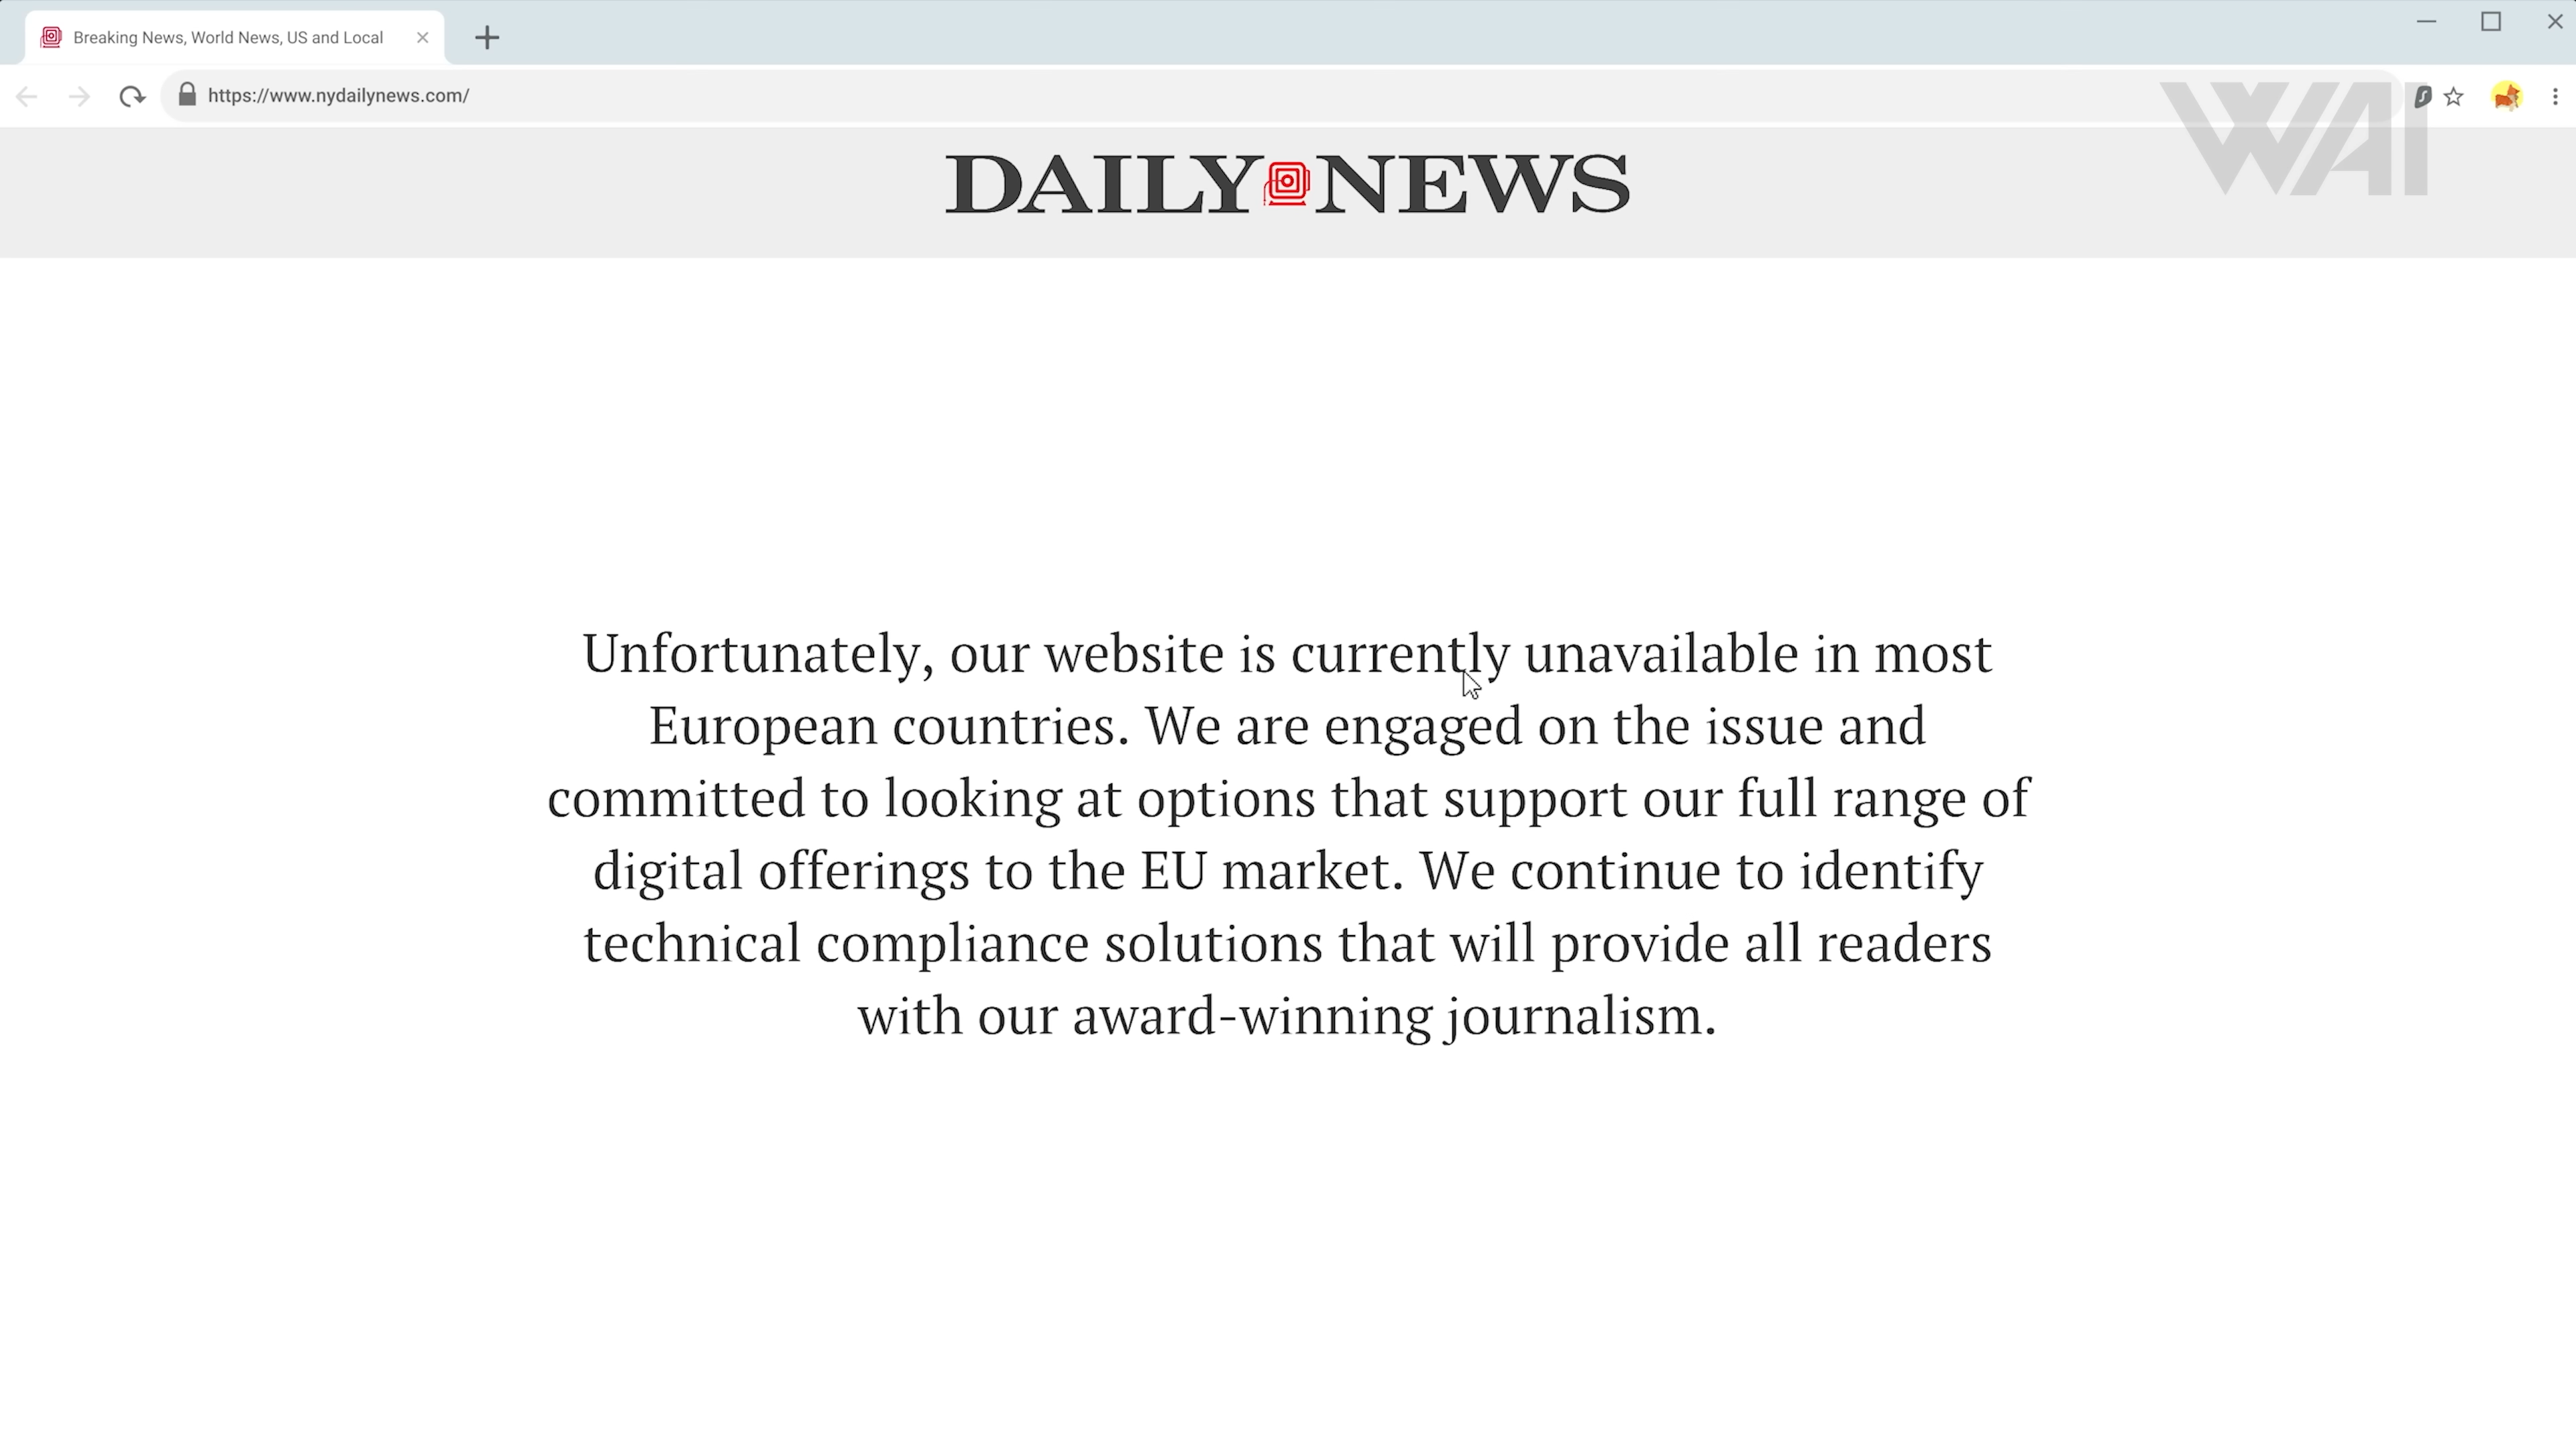 Breaking News, World News, US and Local
https://www.nydailynews.com/
WAI
DAILY NEWS
Unfortunately, our website is currently unavailable in most
European countries. We are engaged on the issue and
committed to looking at options that support our full range of
digital offerings to the EU market. We continue to identify
technical compliance solutions that will provide all readers
with our award-winning journalism.